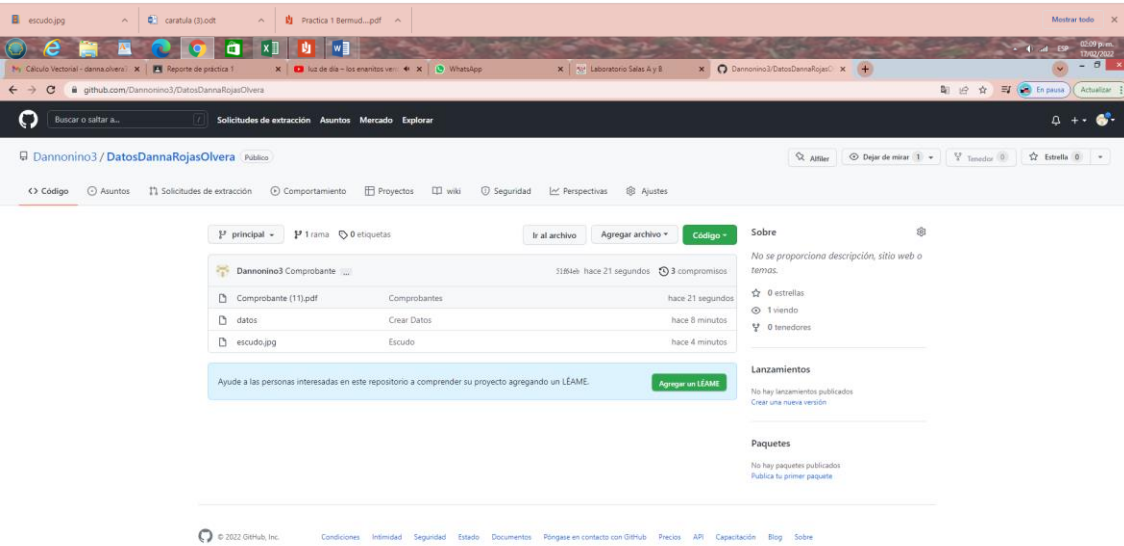 escudo.jpg caratula (3).odt Practica 1 Bermud....pdf Mostrar todo
ESP 02:09 p.m.
17/02/2022
Cálculo Vectorial - danna.olvera Reporte de práctica 1 luz de día – los enanitos ver WhatsApp Laboratorio Salas A y B Dannonino3/DatosDannaRojasO
github.com/Dannonino3/DatosDannaRojasOlvera En pausa Actualizar
Buscar o saltar a... / Solicitudes de extracción Asuntos Mercado Explorar
Dannonino3 / DatosDannaRojasOlvera Público Alfiler Dejar de mirar 1 Tenedor 0 Estrella 0
Código Asuntos Solicitudes de extracción Comportamiento Proyectos wiki Seguridad Perspectivas Ajustes
principal 1 rama 0 etiquetas Ir al archivo Agregar archivo Código
Dannonino3 Comprobante ... hace 21 segundos 3 compromisos
Comprobante (11).pdf Comprobantes hace 21 segundos
datos Crear Datos hace 8 minutos
escudo.jpg Escudo hace 4 minutos
Ayude a las personas interesadas en este repositorio a comprender su proyecto agregando un LÉAME. Agregar un LÉAME
Sobre
No se proporciona descripción, sitio web o
temas.
0 estrellas
1 viendo
0 tenedores
Lanzamientos
No hay lanzamientos publicados
Crear una nueva versión
Paquetes
No hay paquetes publicados
Publica tu primer paquete
© 2022 GitHub, Inc. Condiciones Intimidad Seguridad Estado Documentos Póngase en contacto con GitHub Precios API Capacitación Blog Sobre